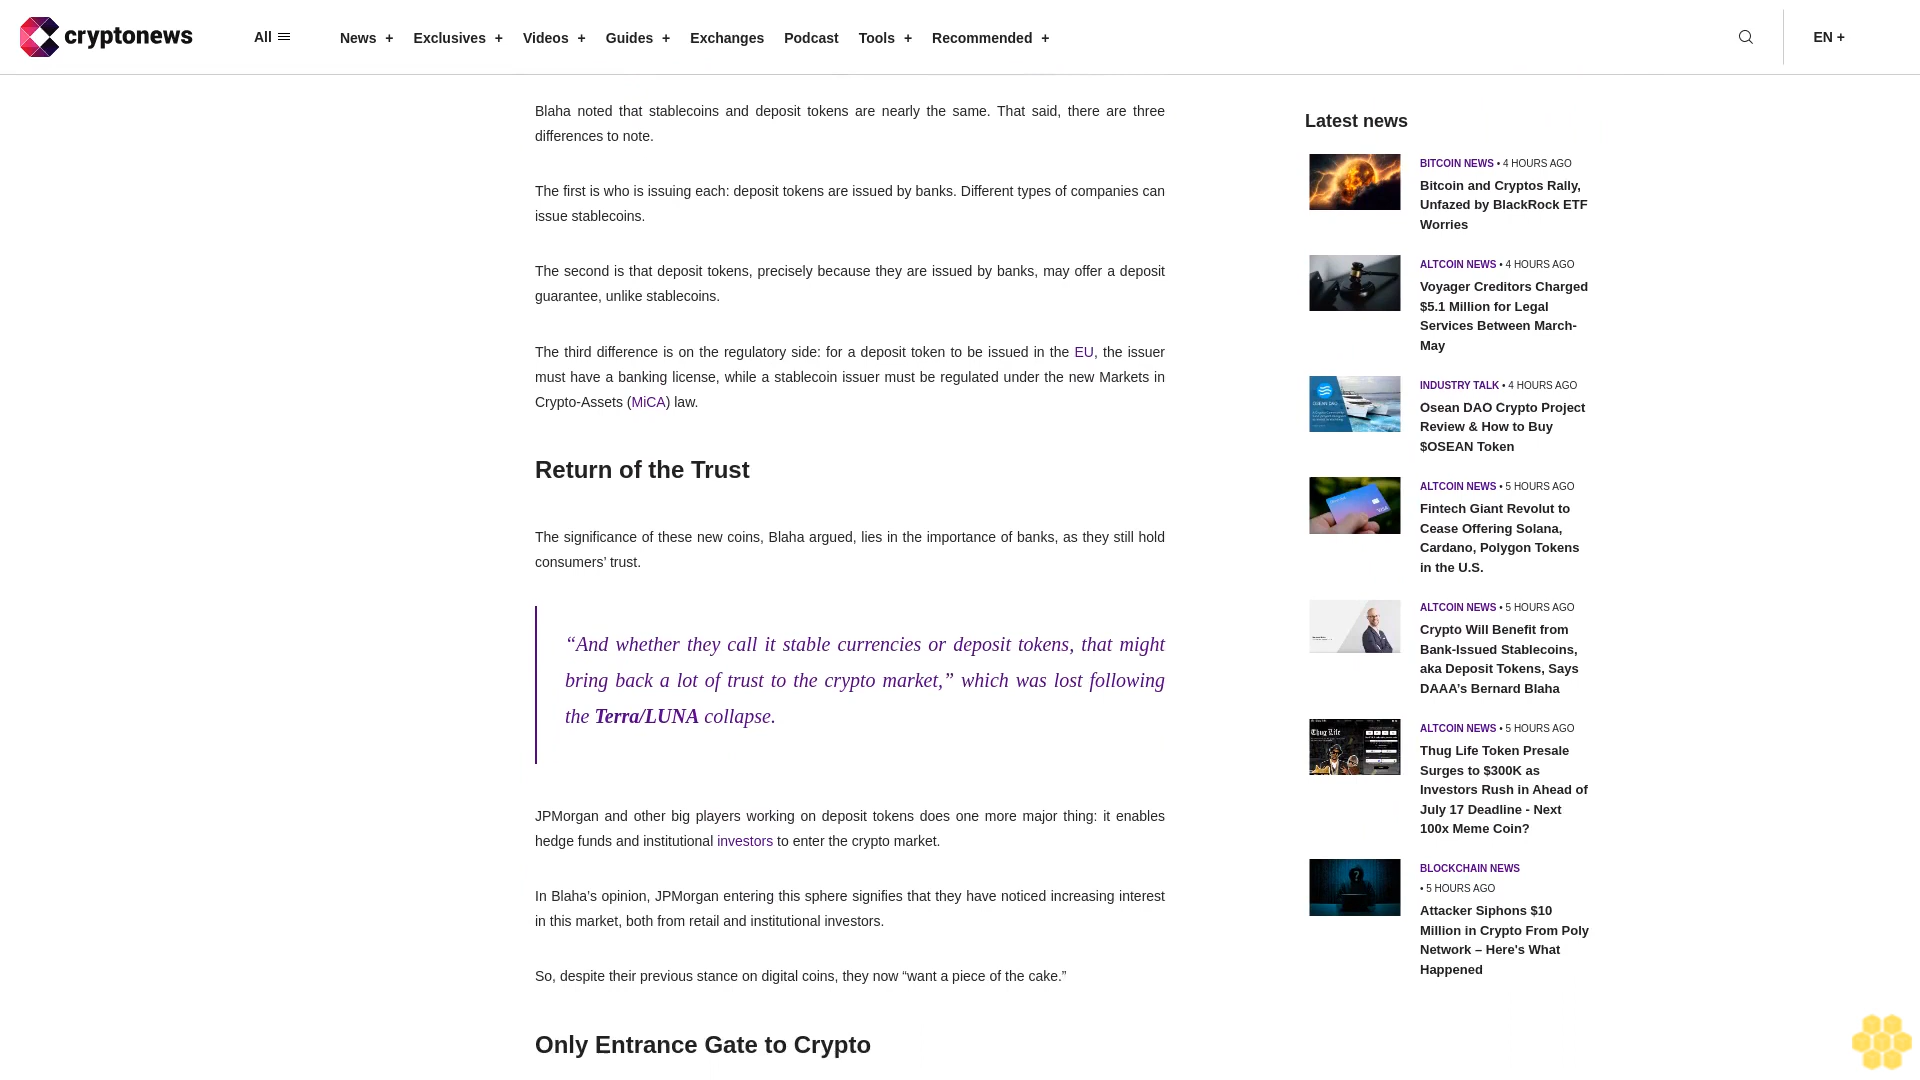 cryptonews
All
News +
Exclusives +
Videos +
Guides +
Exchanges
Podcast
Tools +
Recommended +
EN +
Blaha noted that stablecoins and deposit tokens are nearly the same. That said, there are three
differences to note.
The first is who is issuing each: deposit tokens are issued by banks. Different types of companies can
issue stablecoins.
The second is that deposit tokens, precisely because they are issued by banks, may offer a deposit
guarantee, unlike stablecoins.
The third difference is on the regulatory side: for a deposit token to be issued in the EU, the issuer
must have a banking license, while a stablecoin issuer must be regulated under the new Markets in
Crypto-Assets (MiCA) law.
Return of the Trust
The significance of these new coins, Blaha argued, lies in the importance of banks, as they still hold
consumers’ trust.
“And whether they call it stable currencies or deposit tokens, that might
bring back a lot of trust to the crypto market,” which was lost following
the Terra/LUNA collapse.
JPMorgan and other big players working on deposit tokens does one more major thing: it enables
hedge funds and institutional investors to enter the crypto market.
In Blaha’s opinion, JPMorgan entering this sphere signifies that they have noticed increasing interest
in this market, both from retail and institutional investors.
So, despite their previous stance on digital coins, they now “want a piece of the cake.”
Only Entrance Gate to Crypto
Latest news
BITCOIN NEWS • 4 HOURS AGO
Bitcoin and Cryptos Rally,
Unfazed by BlackRock ETF
Worries
ALTCOIN NEWS • 4 HOURS AGO
Voyager Creditors Charged
$5.1 Million for Legal
Services Between March-
May
INDUSTRY TALK • 4 HOURS AGO
Osean DAO Crypto Project
Review & How to Buy
$OSEAN Token
ALTCOIN NEWS • 5 HOURS AGO
Fintech Giant Revolut to
Cease Offering Solana,
Cardano, Polygon Tokens
in the U.S.
ALTCOIN NEWS • 5 HOURS AGO
Crypto Will Benefit from
Bank-Issued Stablecoins,
aka Deposit Tokens, Says
DAAA’s Bernard Blaha
Thug Life
ALTCOIN NEWS • 5 HOURS AGO
Thug Life Token Presale
Surges to $300K as
Investors Rush in Ahead of
July 17 Deadline - Next
100x Meme Coin?
BLOCKCHAIN NEWS
• 5 HOURS AGO
Attacker Siphons $10
Million in Crypto From Poly
Network – Here's What
Happened